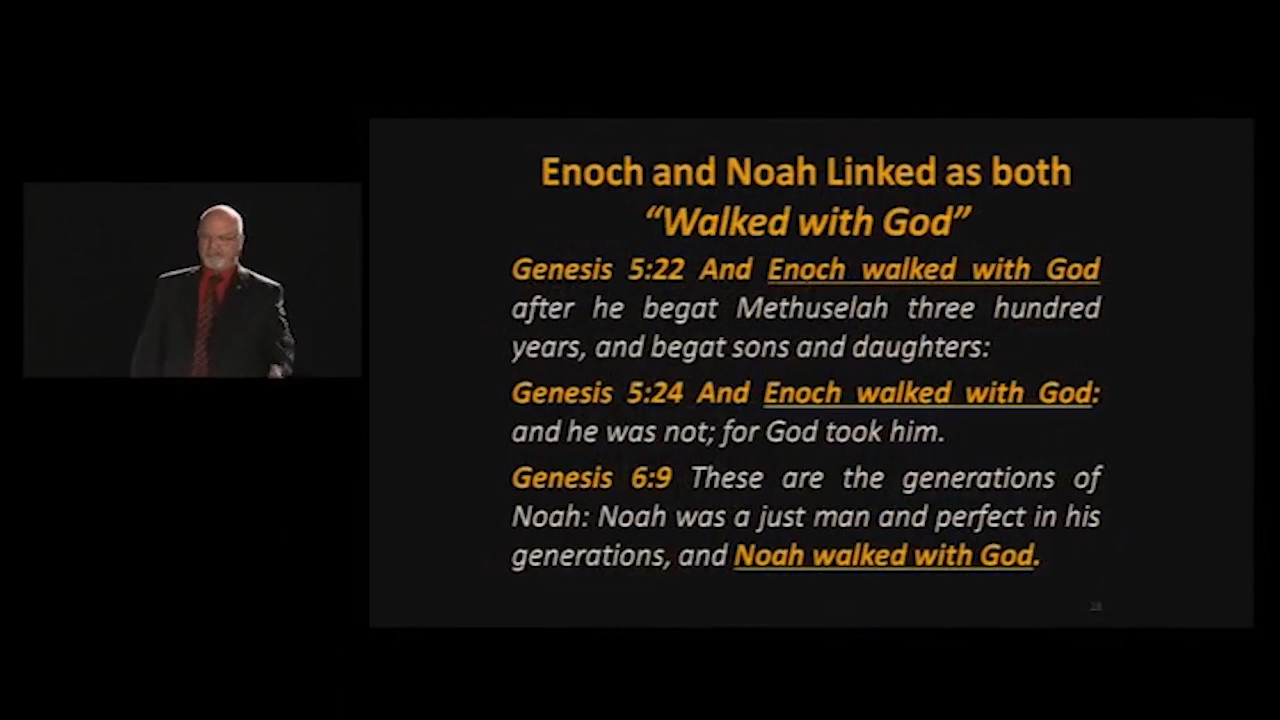 Enoch and Noah Linked as both
“Walked with God”
Genesis 5:22 And Enoch walked with God
after he begat Methuselah three hundred
years, and begat sons and daughters:
Genesis 5:24 And Enoch walked with God:
and he was not; for God took him.
Genesis 6:9 These are the generations of
Noah: Noah was a just man and perfect in his
generations, and Noah walked with God.